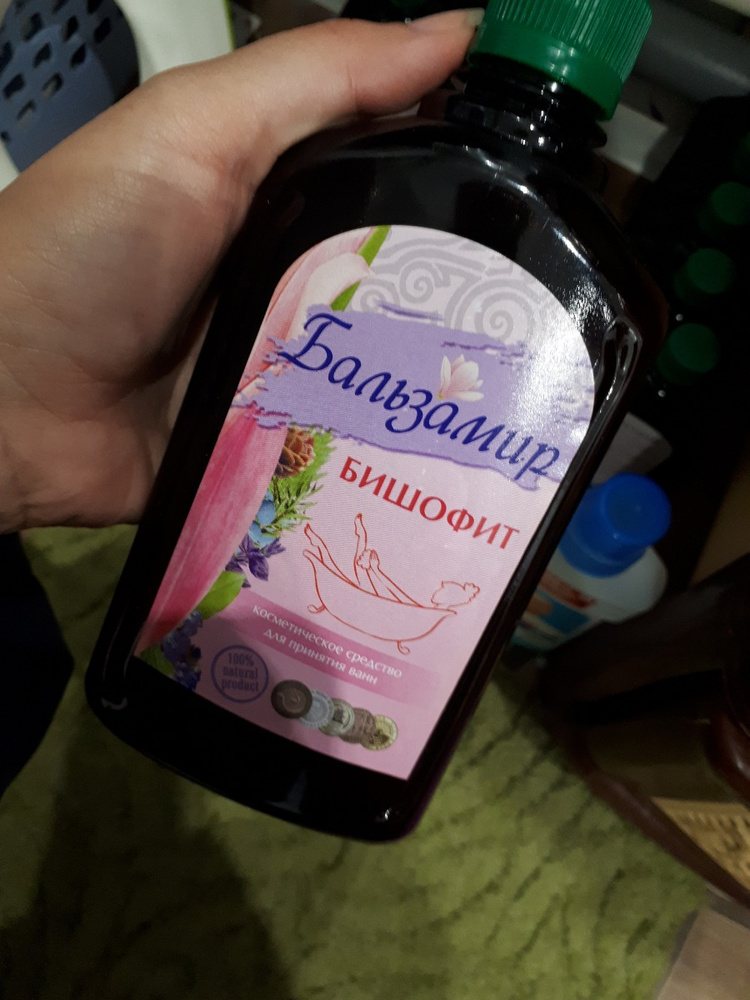 Бальзамир
БИШОФИТ
косметическое средство
для принятия ванн
100%
natural
product